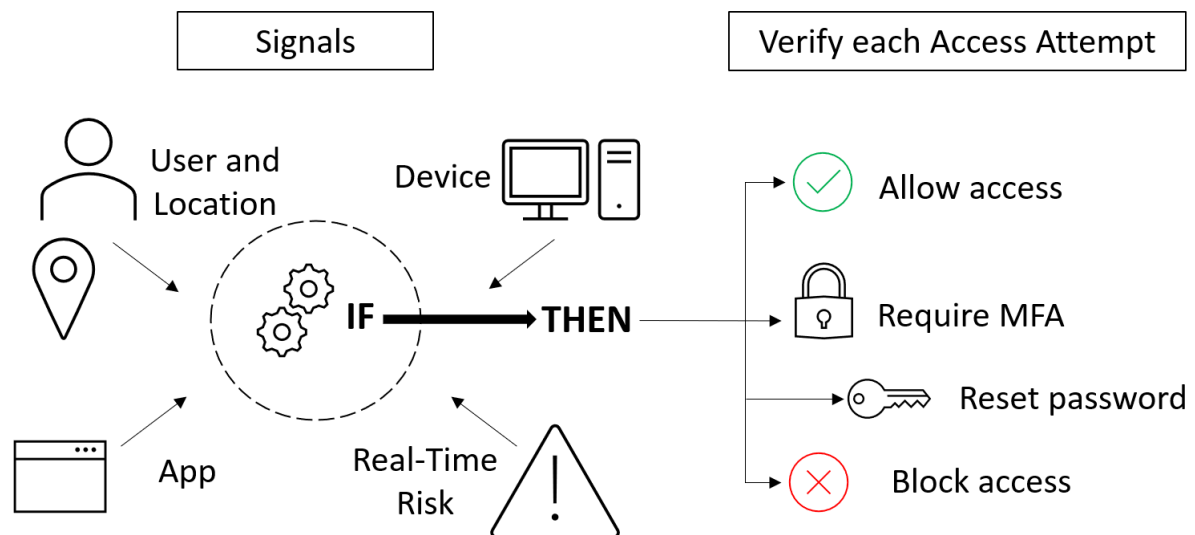 Signals
Verify each Access Attempt
User and
Location
Device
Allow access
IF
THEN
Require MFA
Reset password
App
Real-Time
Risk
Block access